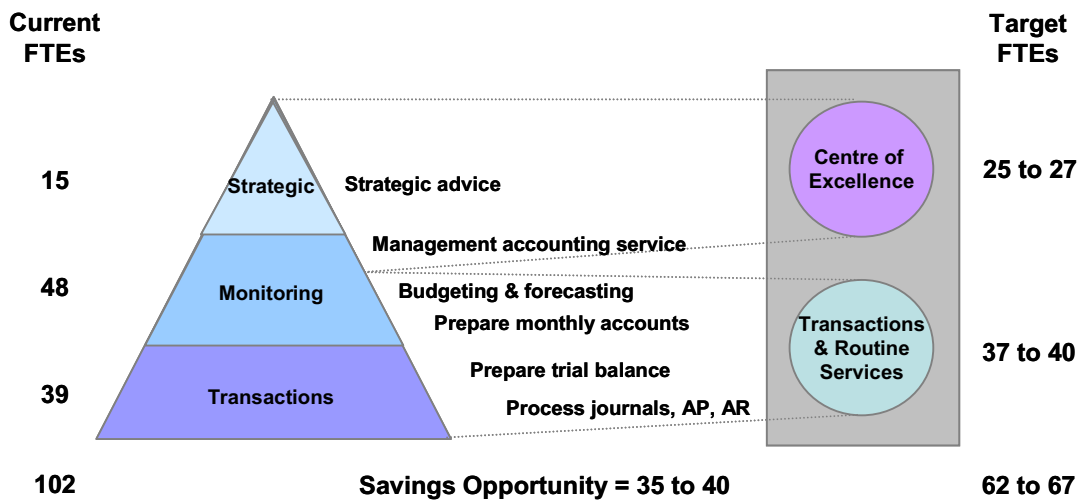 Current
FTEs
Target
FTEs
15
Strategic
Strategic advice
Centre of
Excellence
25 to 27
Management accounting service
48
Monitoring
Budgeting & forecasting
Prepare monthly accounts
Transactions
& Routine
Services
37 to 40
39
Transactions
Prepare trial balance
Process journals, AP, AR
102
Savings Opportunity = 35 to 40
62 to 67